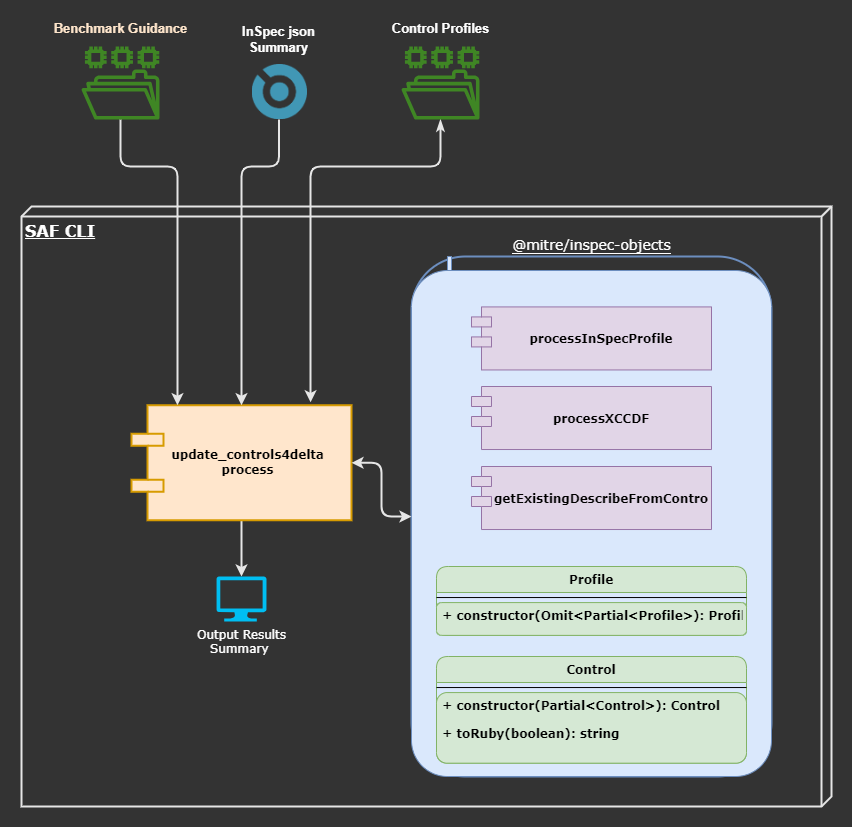 Benchmark Guidance
InSpec json
Summary
Control Profiles
SAF CLI
@mitre/inspec-objects
processInSpecProfile
processXCCDF
getExistingDescribeFromContro
update_controls4delta
process
Output Results
Summary
Profile
+ constructor(Omit<Partial<Profile>): Profil
Control
+ constructor(Partial<Control>): Control
+ toRuby(boolean): string